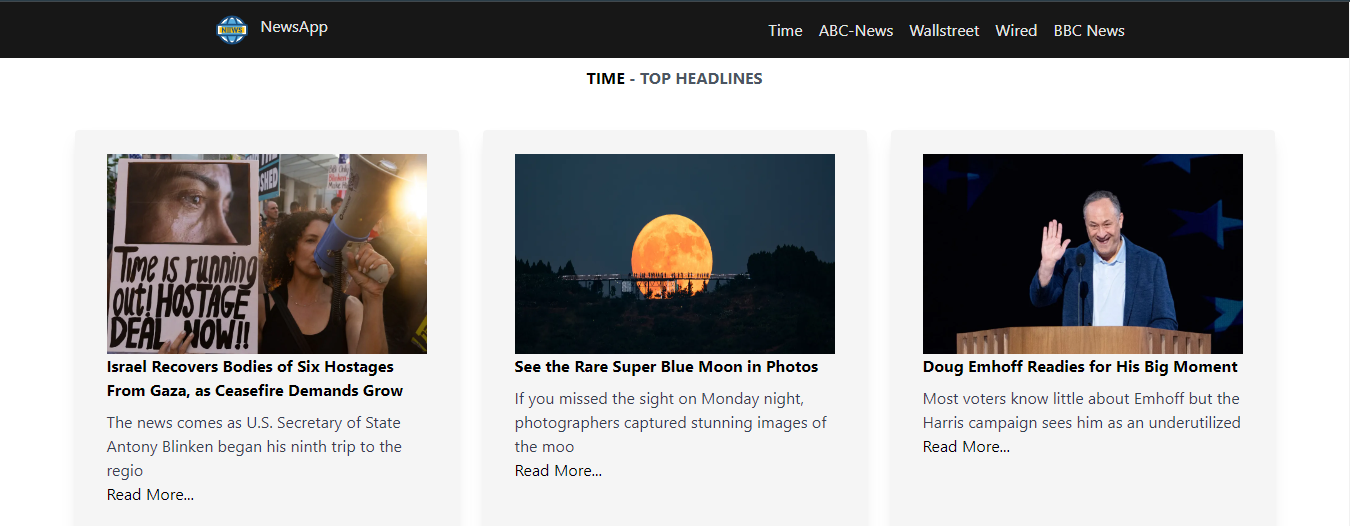 NEWS
NewsApp
Time ABC-News Wallstreet Wired BBC News
TIME - TOP HEADLINES
Time is running
out! HOSTAGE
DEAL NOW!!
SHED
Israel Recovers Bodies of Six Hostages
From Gaza, as Ceasefire Demands Grow
The news comes as U.S. Secretary of State
Antony Blinken began his ninth trip to the
regio
Read More...
See the Rare Super Blue Moon in Photos
If you missed the sight on Monday night,
photographers captured stunning images of
the moo
Read More...
Doug Emhoff Readies for His Big Moment
Most voters know little about Emhoff but the
Harris campaign sees him as an underutilized
Read More...